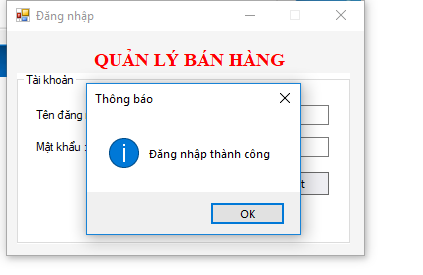 Đăng nhập
QUẢN LÝ BÁN HÀNG
Tài khoản
Thông báo
Tên đăng
Mật khẩu :
Đăng nhập thành công
OK